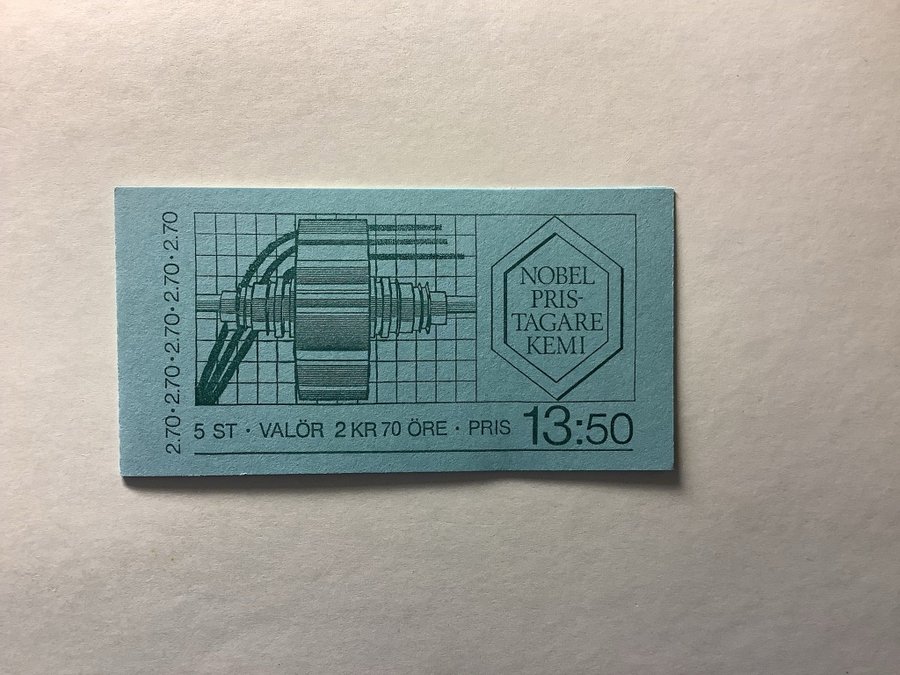 2.70 · 2.70 · 2.70 · 2.70 · 2.70
NOBEL
PRIS-
TAGARE
KEMI
5 ST · VALÖR 2 KR 70 ÖRE · PRIS 13:50